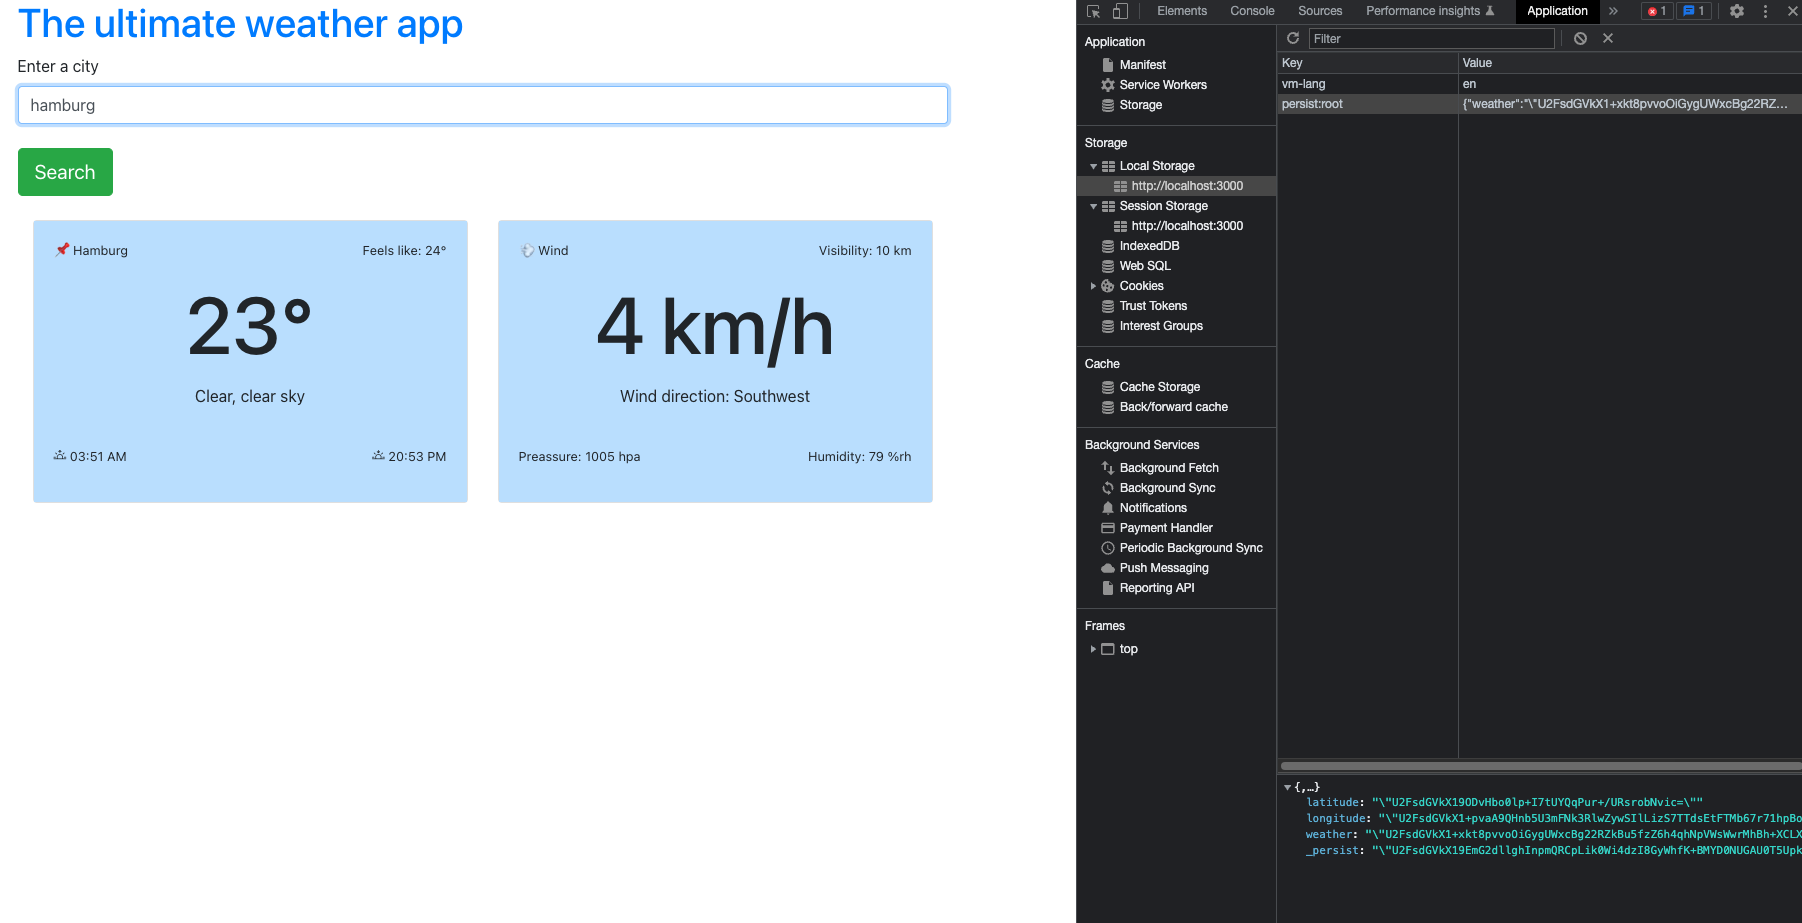 The ultimate weather app
Enter a city
hamburg
Search
Hamburg
Feels like: 24°
23°
Clear, clear sky
03:51 AM
20:53 PM
Wind
Visibility: 10 km
4 km/h
Wind direction: Southwest
Preassure: 1005 hpa
Humidity: 79 %rh
Elements Console Sources Performance insights Application » 1 1
Application
Manifest
Service Workers
Storage
Storage
Local Storage
http://localhost:3000
Session Storage
http://localhost:3000
IndexedDB
Web SQL
Cookies
Trust Tokens
Interest Groups
Cache
Cache Storage
Back/forward cache
Background Services
Background Fetch
Background Sync
Notifications
Payment Handler
Periodic Background Sync
Push Messaging
Reporting API
Frames
top
Filter
Key Value
vm-lang en
persist:root {"weather":"\"U2FsdGVkX1+xkt8pvvoOiGygUWxcBg22RZ…
{,…}
latitude: "\"U2FsdGVkX19ODvHbo0lp+I7tUYQqPur+/URsrobNvic=\""
longitude: "\"U2FsdGVkX1+pvaA9QHnb5U3mFNk3RlwZywSIlLizS7TTdsEtFTMb67r71hpBo
weather: "\"U2FsdGVkX1+xkt8pvvoOiGygUWxcBg22RZkBu5fzZ6h4qhNpVWsWwrMhBh+XCLX
_persist: "\"U2FsdGVkX19EmG2dllghInpmQRCpLik0Wi4dzI8GyWhfK+BMYD0NUGAU0T5Upk